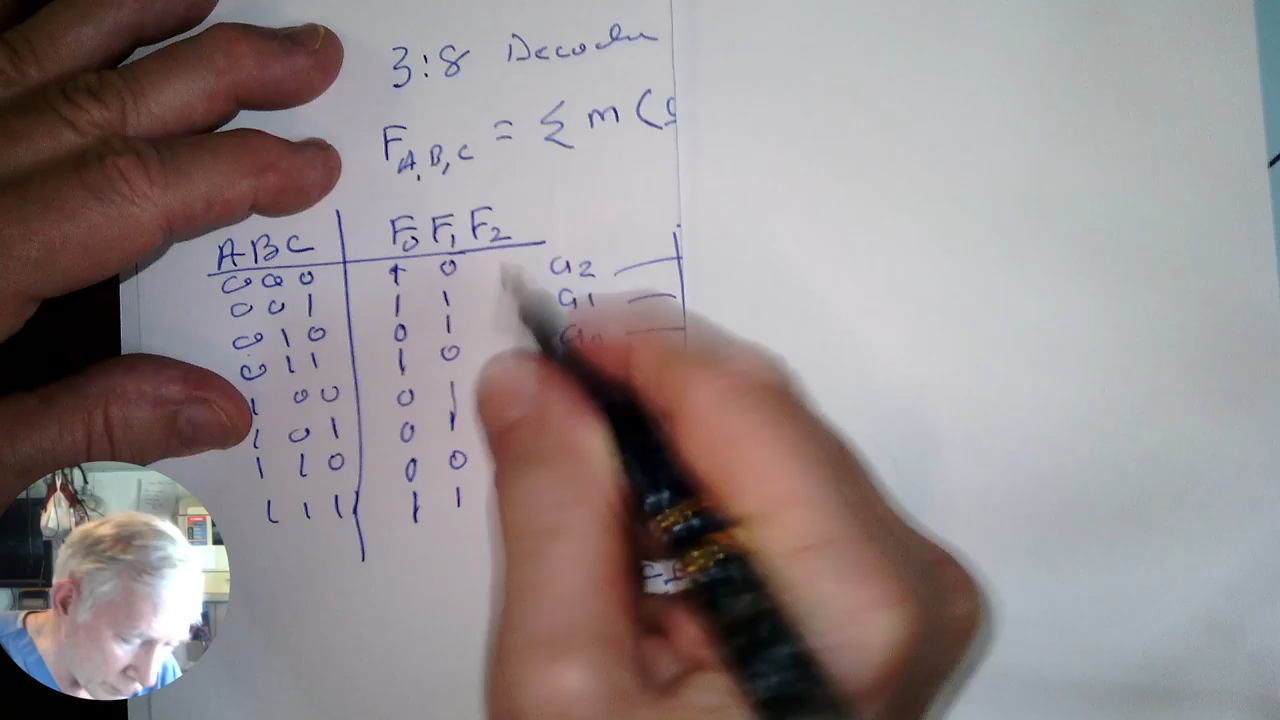 3:8 Decoder
F A,B,C = Σ m (
A B C | F0 F1 F2
0 0 0 | 1 0
0 0 1 | 1 1
0 1 0 | 0 1
0 1 1 | 1 0
1 0 0 | 0 1
1 0 1 | 0 1
1 1 0 | 0 0
1 1 1 | 1 1
a2
a1